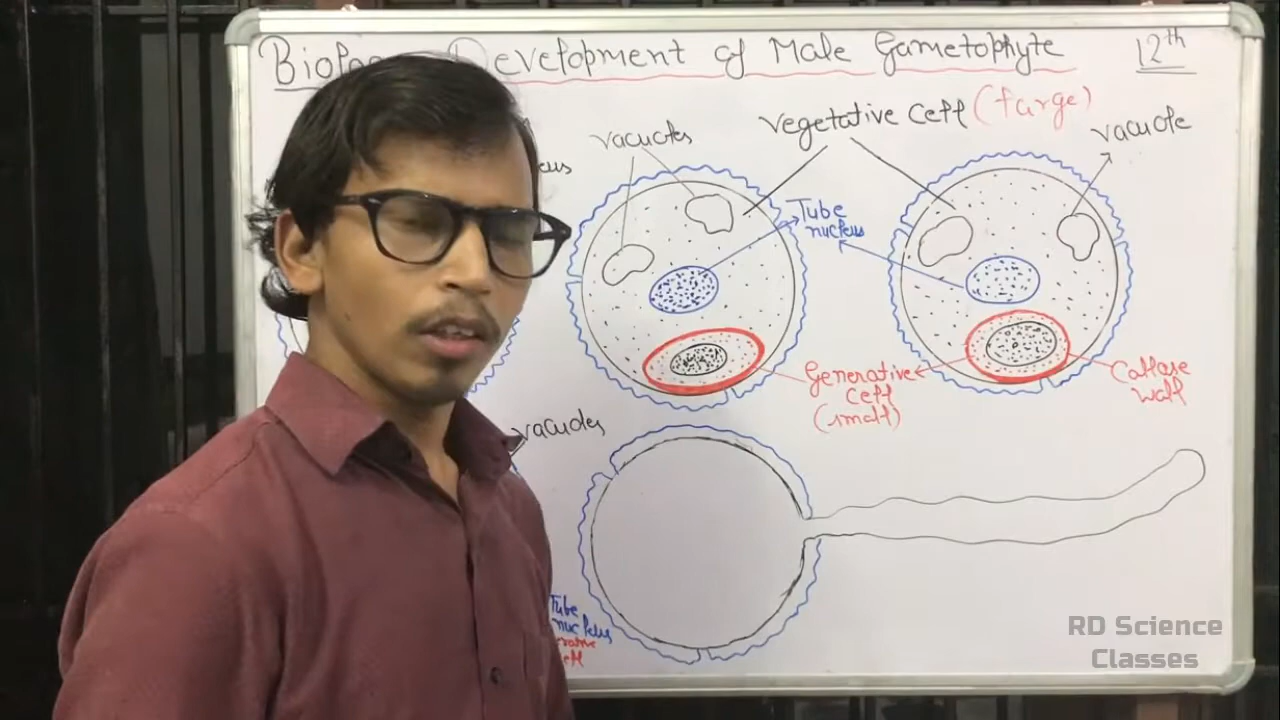 Development of Male Gametophyte
12th
vacuoles
vegetative cell (large)
vacuole
Tube
nucleus
Generative
cell
(small)
Callase
wall
vacuoles
Tube
nucleus
RD Science
Classes